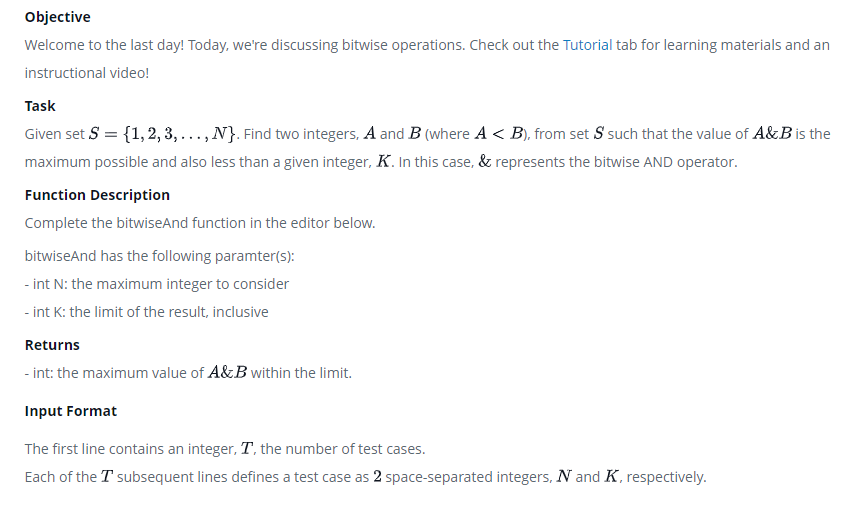 Objective
Welcome to the last day! Today, we're discussing bitwise operations. Check out the Tutorial tab for learning materials and an
instructional video!
Task
Given set S = {1, 2, 3, . . . , N}. Find two integers, A and B (where A < B), from set S such that the value of A&B is the
maximum possible and also less than a given integer, K. In this case, & represents the bitwise AND operator.
Function Description
Complete the bitwiseAnd function in the editor below.
bitwiseAnd has the following paramter(s):
- int N: the maximum integer to consider
- int K: the limit of the result, inclusive
Returns
- int: the maximum value of A&B within the limit.
Input Format
The first line contains an integer, T, the number of test cases.
Each of the T subsequent lines defines a test case as 2 space-separated integers, N and K, respectively.